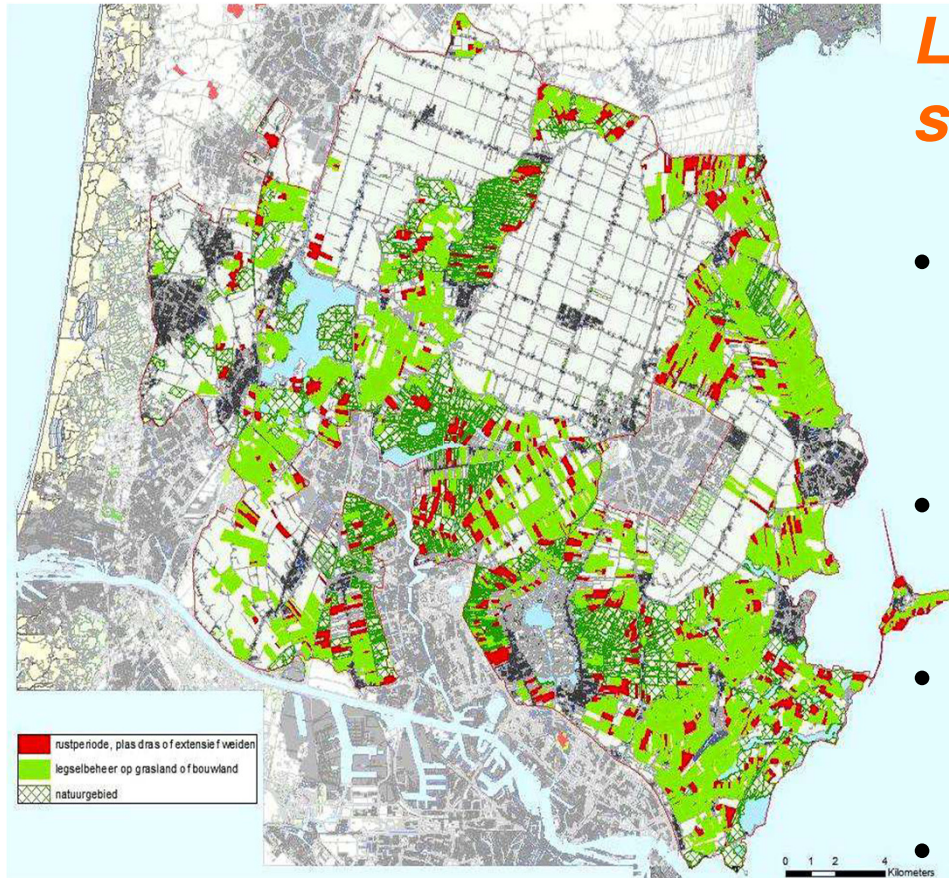 L
s
•
•
•
•
rustperiode, plas dras of extensief weiden
legselbeheer op grasland of bouwland
natuurgebied
0 1 2 4
Kilometers